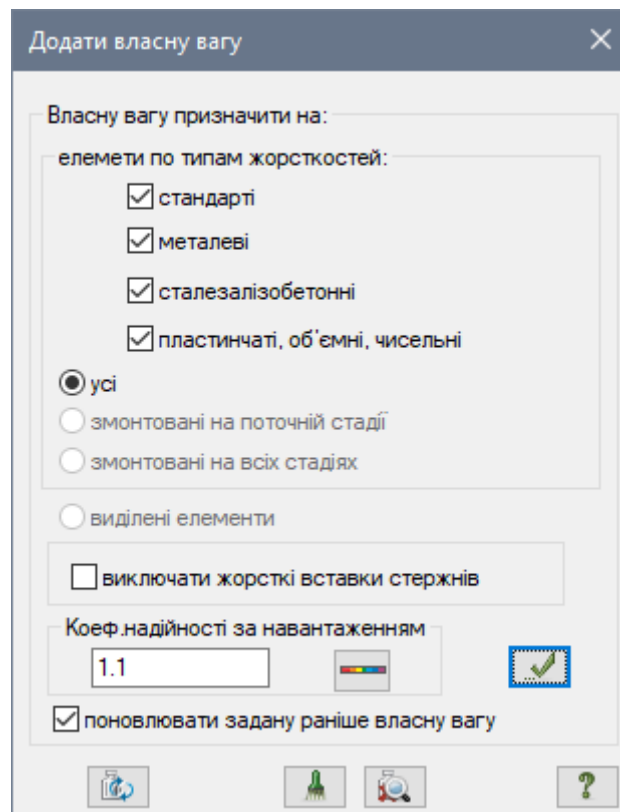 Додати власну вагу
Власну вагу призначити на:
елемети по типам жорсткостей:
стандарті
металеві
сталезалізобетонні
пластинчаті, об'ємні, чисельні
усі
змонтовані на поточній стадії
змонтовані на всіх стадіях
виділені елементи
виключати жорсткі вставки стержнів
Коеф.надійності за навантаженням
1.1
поновлювати задану раніше власну вагу
?